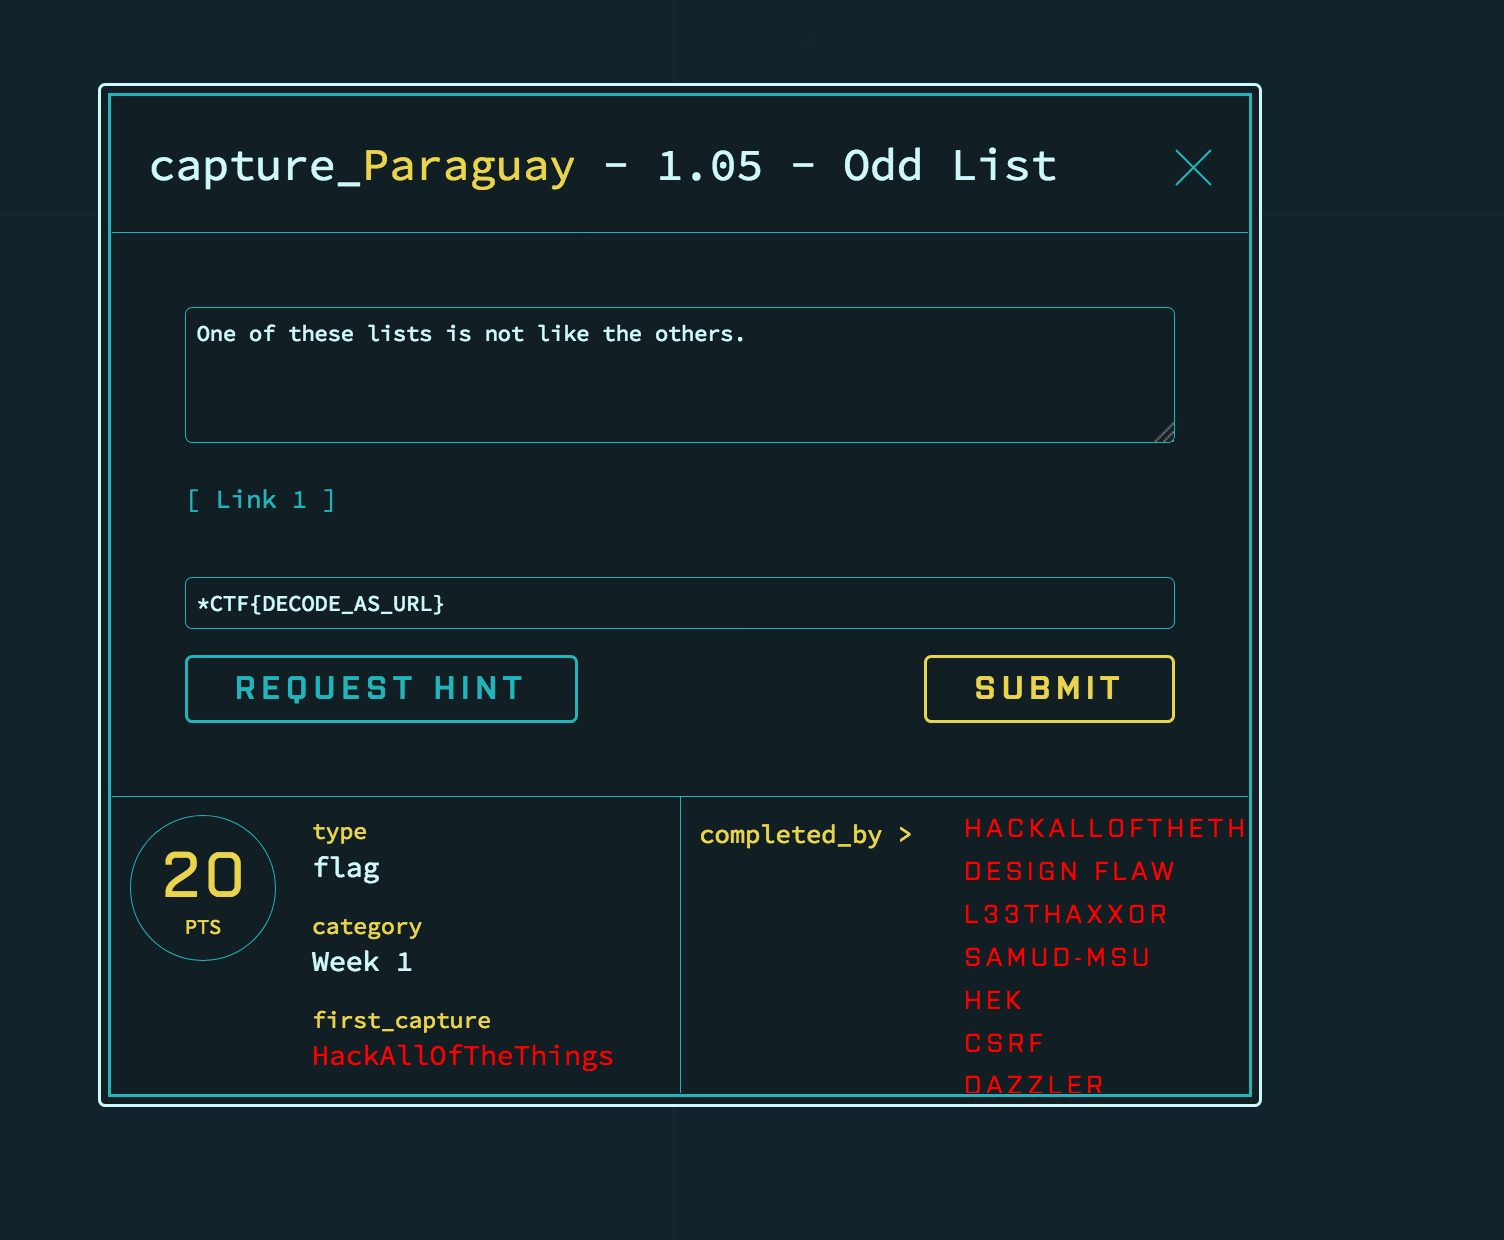 capture_Paraguay - 1.05 - Odd List
One of these lists is not like the others.
[ Link 1 ]
*CTF{DECODE_AS_URL}
REQUEST HINT
SUBMIT
20
PTS
type
flag
category
Week 1
first_capture
HackAllOfTheThings
completed_by >
HACKALLOFTHETH
DESIGN FLAW
L33THAXXOR
SAMUD-MSU
HEK
CSRF
DAZZLER